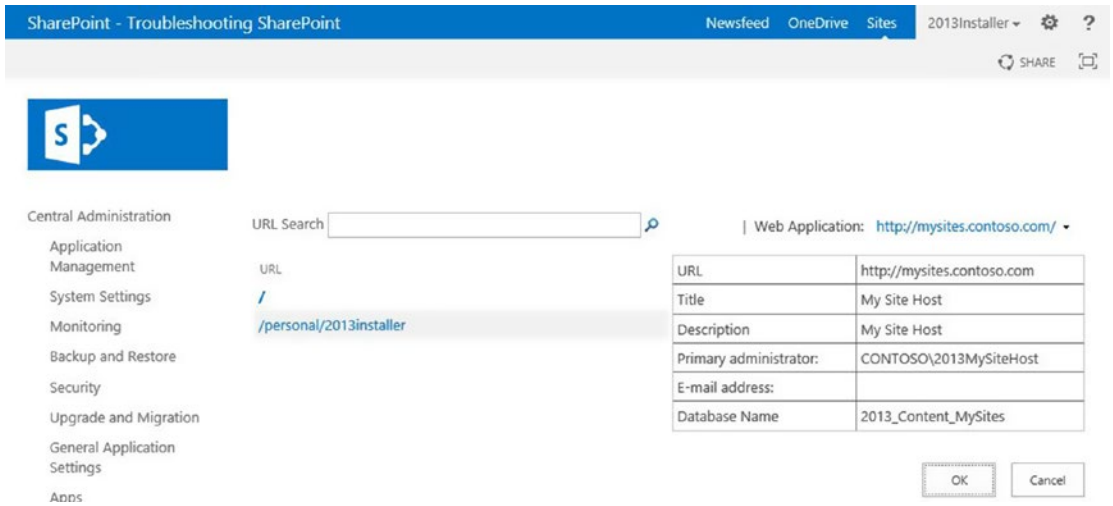 SharePoint - Troubleshooting SharePoint
Newsfeed OneDrive Sites 2013Installer ?
SHARE
S
Central Administration
Application
Management
System Settings
Monitoring
Backup and Restore
Security
Upgrade and Migration
General Application
Settings
Apps
URL Search
URL
/
/personal/2013installer
| Web Application: http://mysites.contoso.com/
URL http://mysites.contoso.com
Title My Site Host
Description My Site Host
Primary administrator: CONTOSO\2013MySiteHost
E-mail address:
Database Name 2013_Content_MySites
OK Cancel